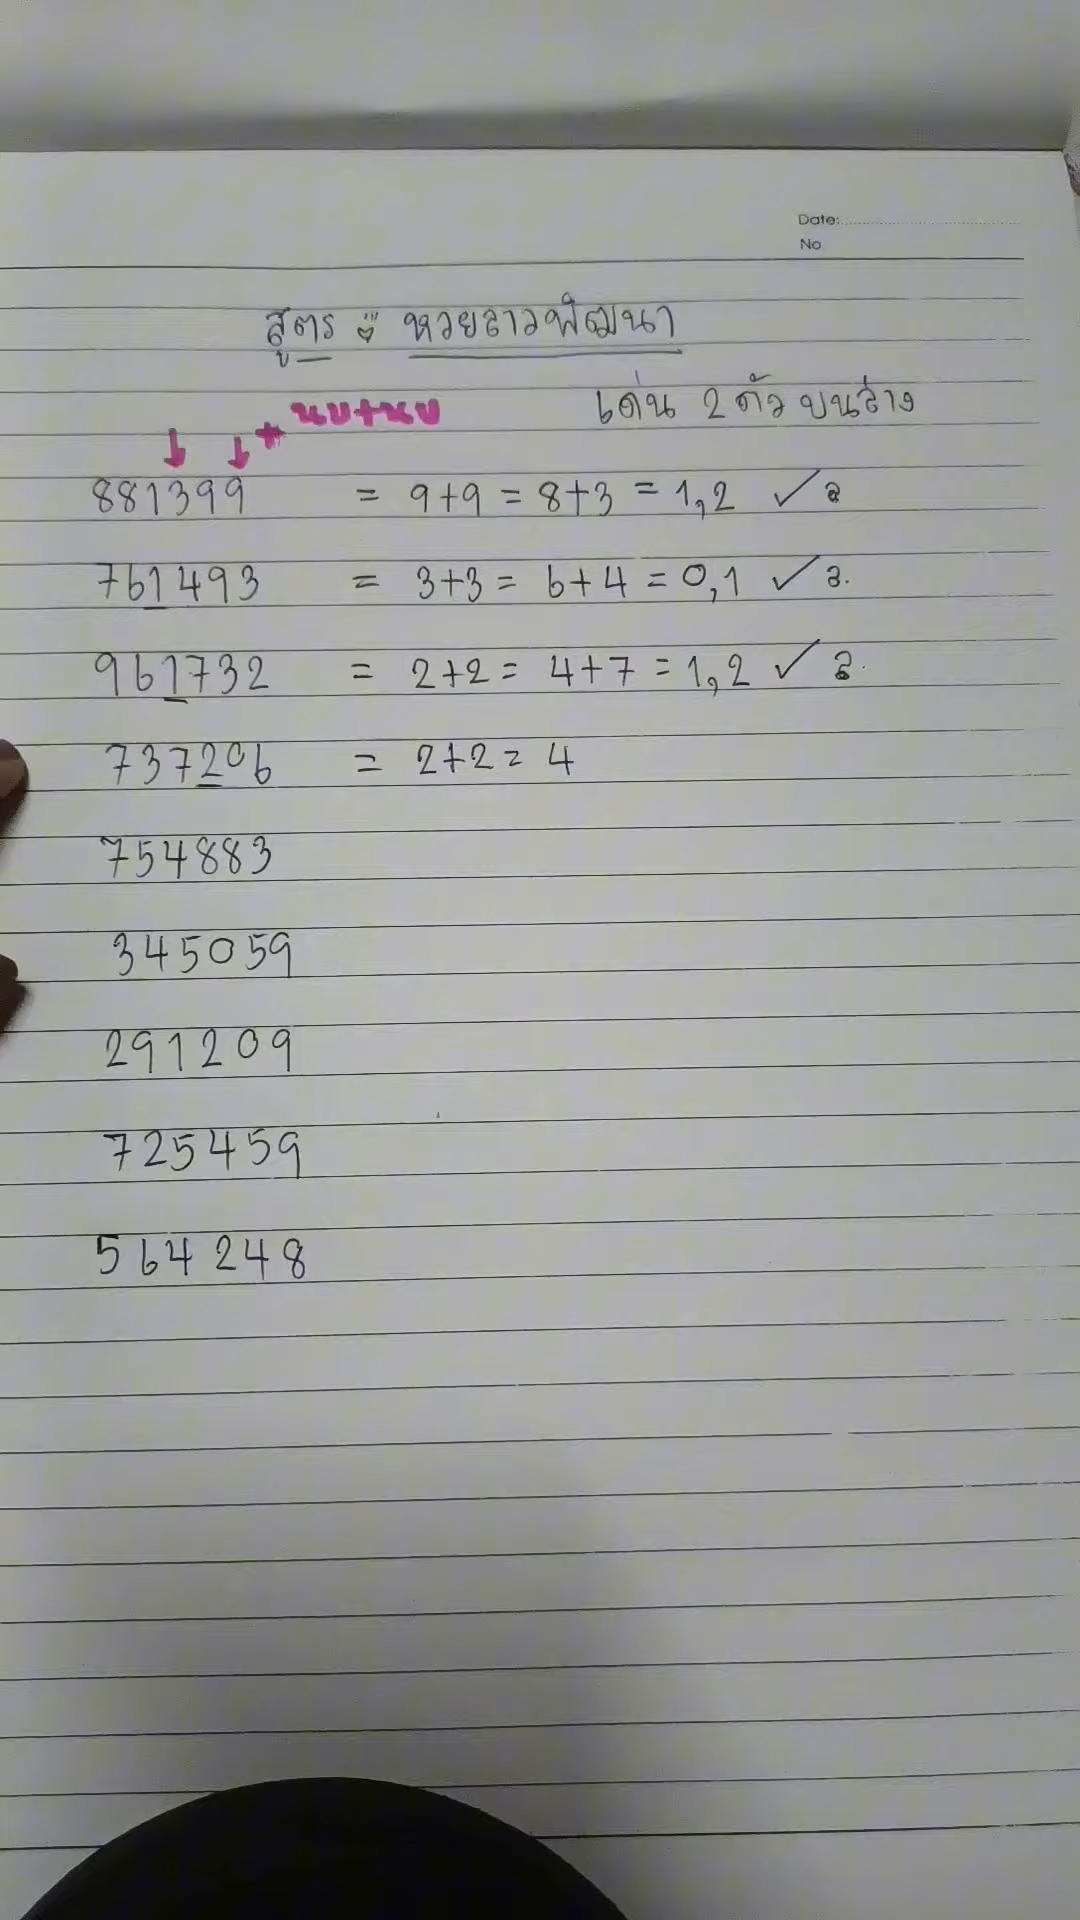 Date:
No
สูตร หวยลาวพัฒนา
เด่น 2 ตัว บนล่าง
+ นบ+นบ
881399 = 9+9 = 8+3 = 1,2 ✓
761493 = 3+3 = 6+4 = 0,1 ✓
961732 = 2+2 = 4+7 = 1,2 ✓
737206 = 2+2 = 4
754883
345059
291209
725459
564248